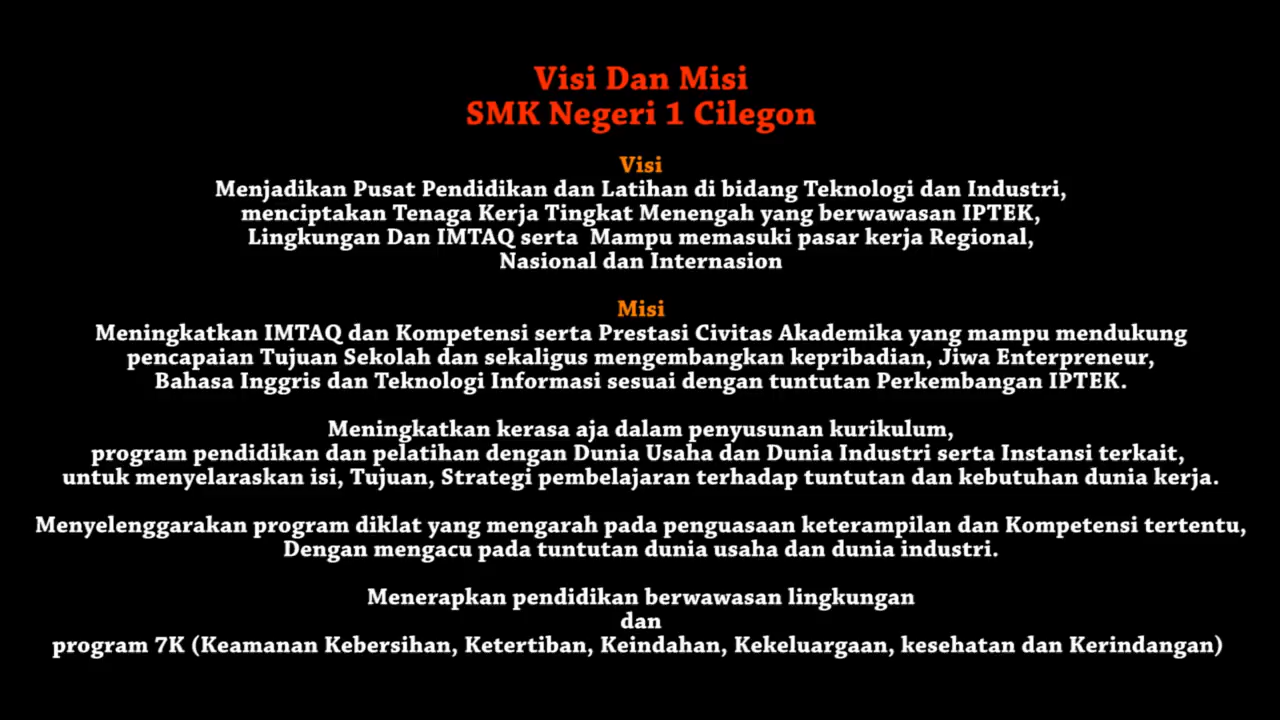 Visi Dan Misi
SMK Negeri 1 Cilegon
Visi
Menjadikan Pusat Pendidikan dan Latihan di bidang Teknologi dan Industri,
menciptakan Tenaga Kerja Tingkat Menengah yang berwawasan IPTEK,
Lingkungan Dan IMTAQ serta  Mampu memasuki pasar kerja Regional,
Nasional dan Internasion
Misi
Meningkatkan IMTAQ dan Kompetensi serta Prestasi Civitas Akademika yang mampu mendukung
pencapaian Tujuan Sekolah dan sekaligus mengembangkan kepribadian, Jiwa Enterpreneur,
Bahasa Inggris dan Teknologi Informasi sesuai dengan tuntutan Perkembangan IPTEK.
Meningkatkan kerasa aja dalam penyusunan kurikulum,
program pendidikan dan pelatihan dengan Dunia Usaha dan Dunia Industri serta Instansi terkait,
untuk menyelaraskan isi, Tujuan, Strategi pembelajaran terhadap tuntutan dan kebutuhan dunia kerja.
Menyelenggarakan program diklat yang mengarah pada penguasaan keterampilan dan Kompetensi tertentu,
Dengan mengacu pada tuntutan dunia usaha dan dunia industri.
Menerapkan pendidikan berwawasan lingkungan
dan
program 7K (Keamanan Kebersihan, Ketertiban, Keindahan, Kekeluargaan, kesehatan dan Kerindangan)